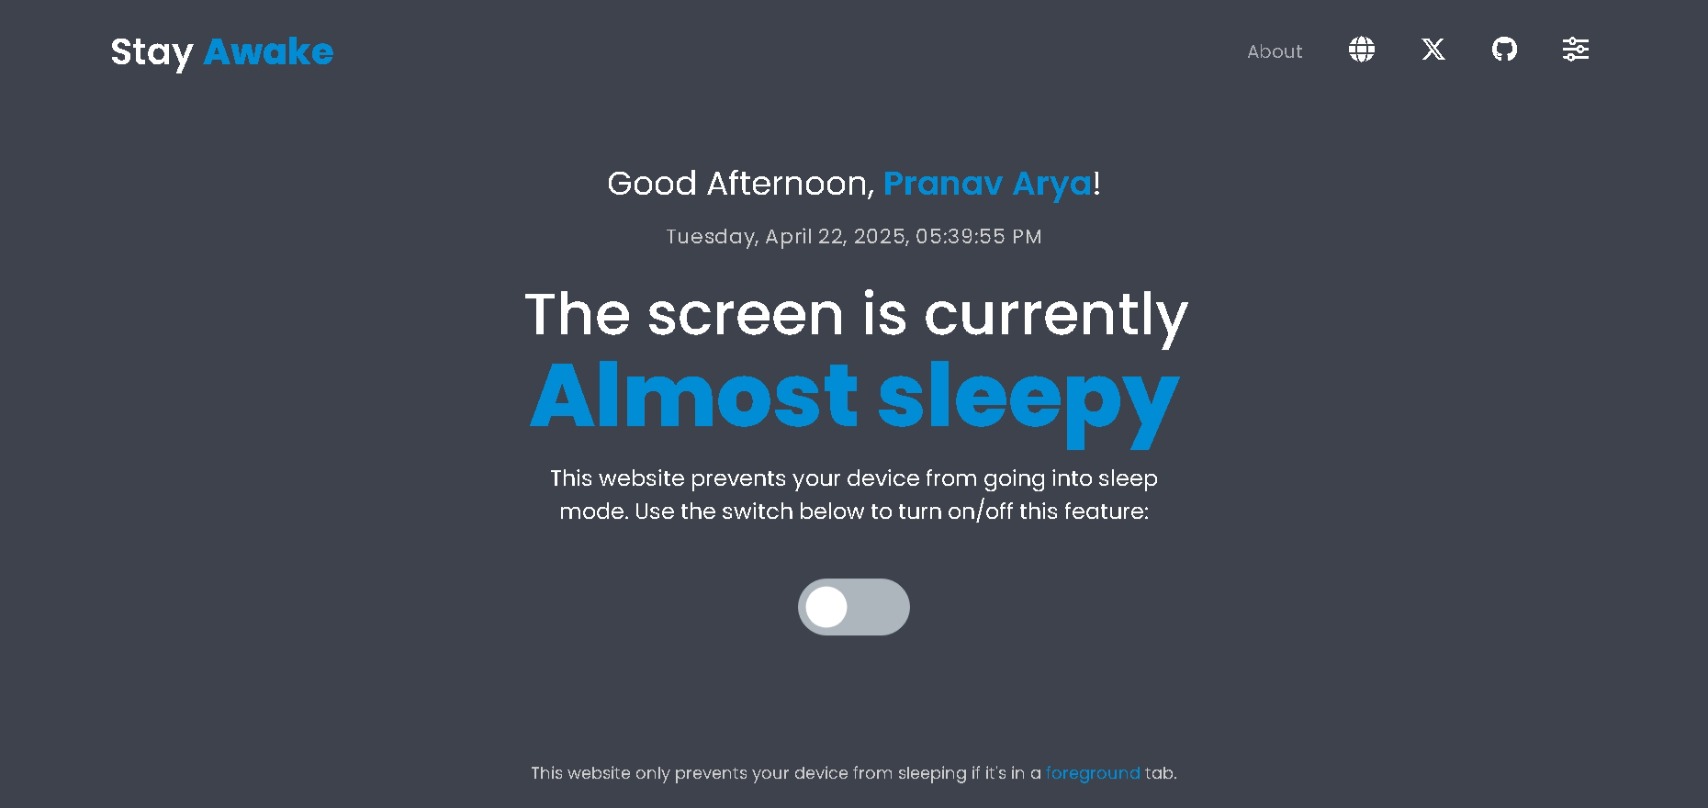 Stay Awake
About
Good Afternoon, Pranav Arya!
Tuesday, April 22, 2025, 05:39:55 PM
The screen is currently
Almost sleepy
This website prevents your device from going into sleep
mode. Use the switch below to turn on/off this feature:
This website only prevents your device from sleeping if it's in a foreground tab.